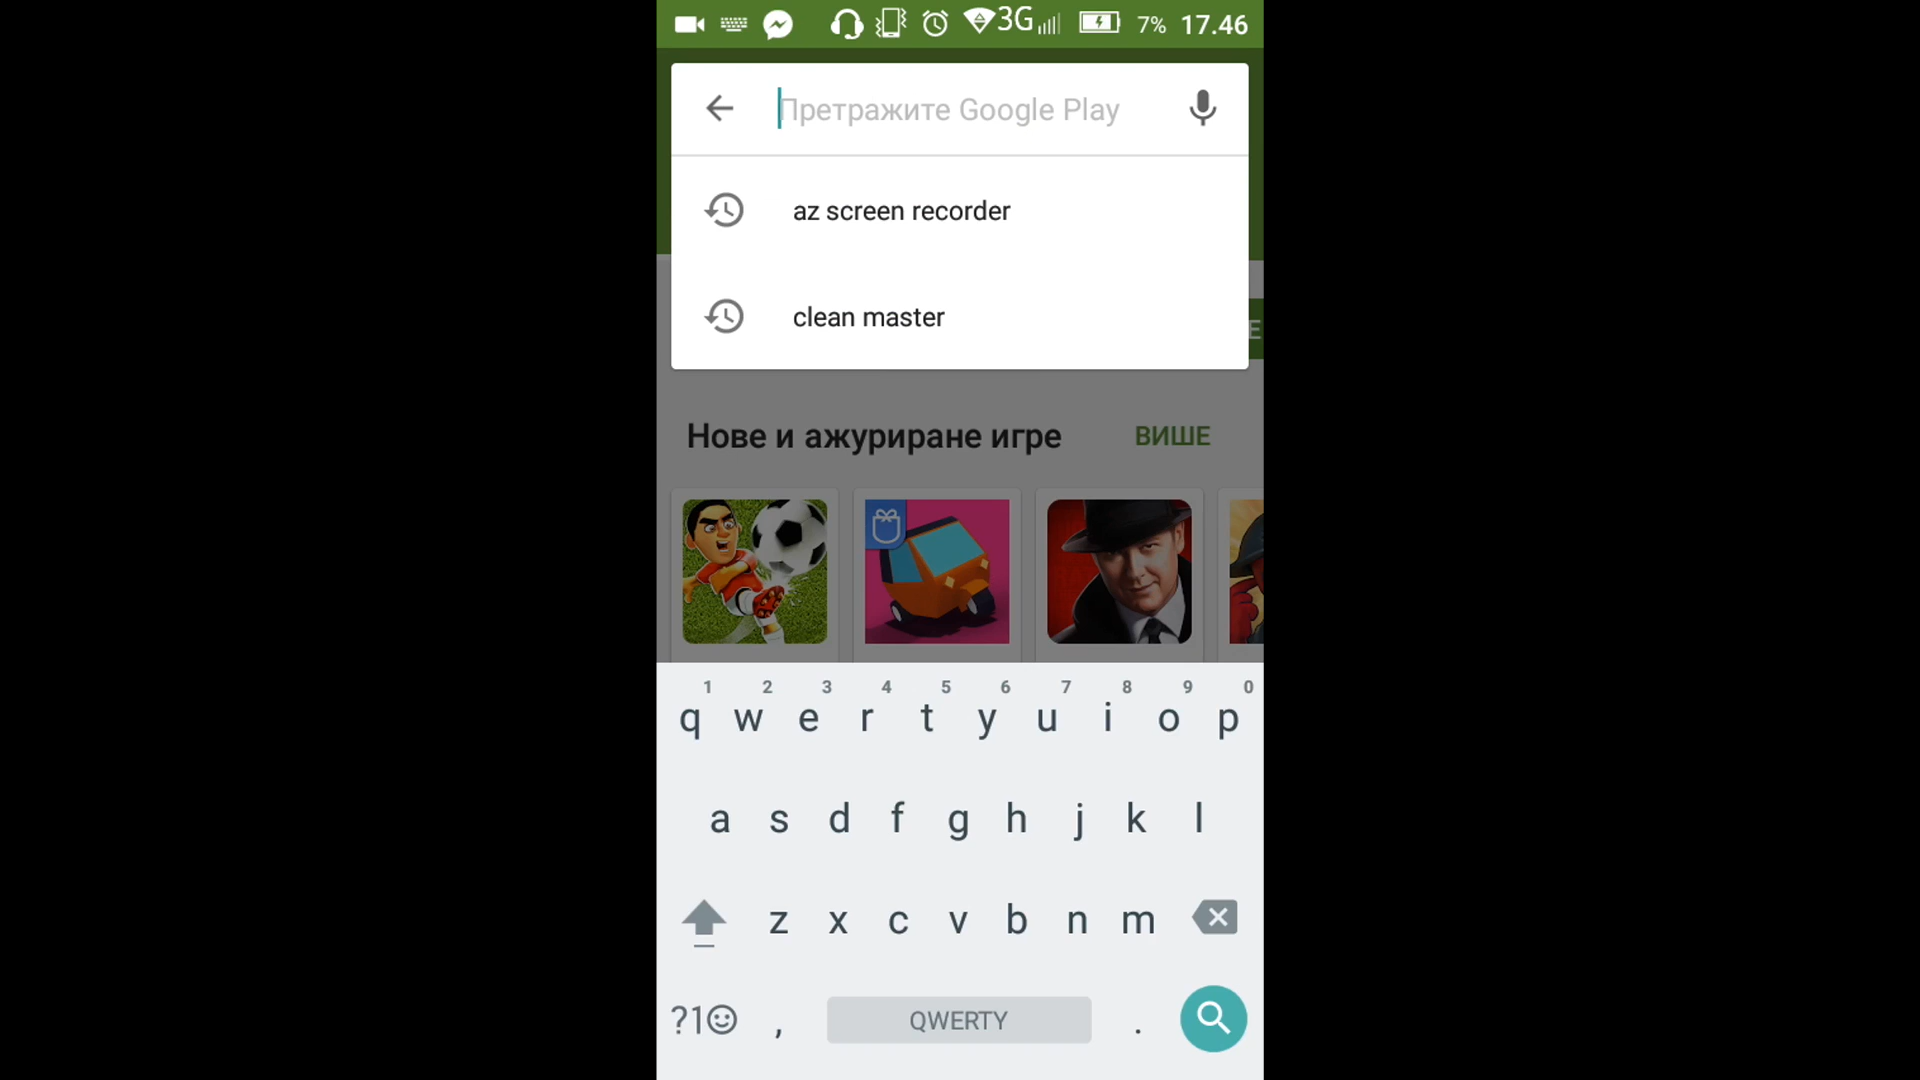 3G 7% 17.46
Претражите Google Play
az screen recorder
clean master
Е
Нове и ажуриране игре ВИШЕ
1 2 3 4 5 6 7 8 9 0
q w e r t y u i o p
a s d f g h j k l
z x c v b n m
?1 , QWERTY .